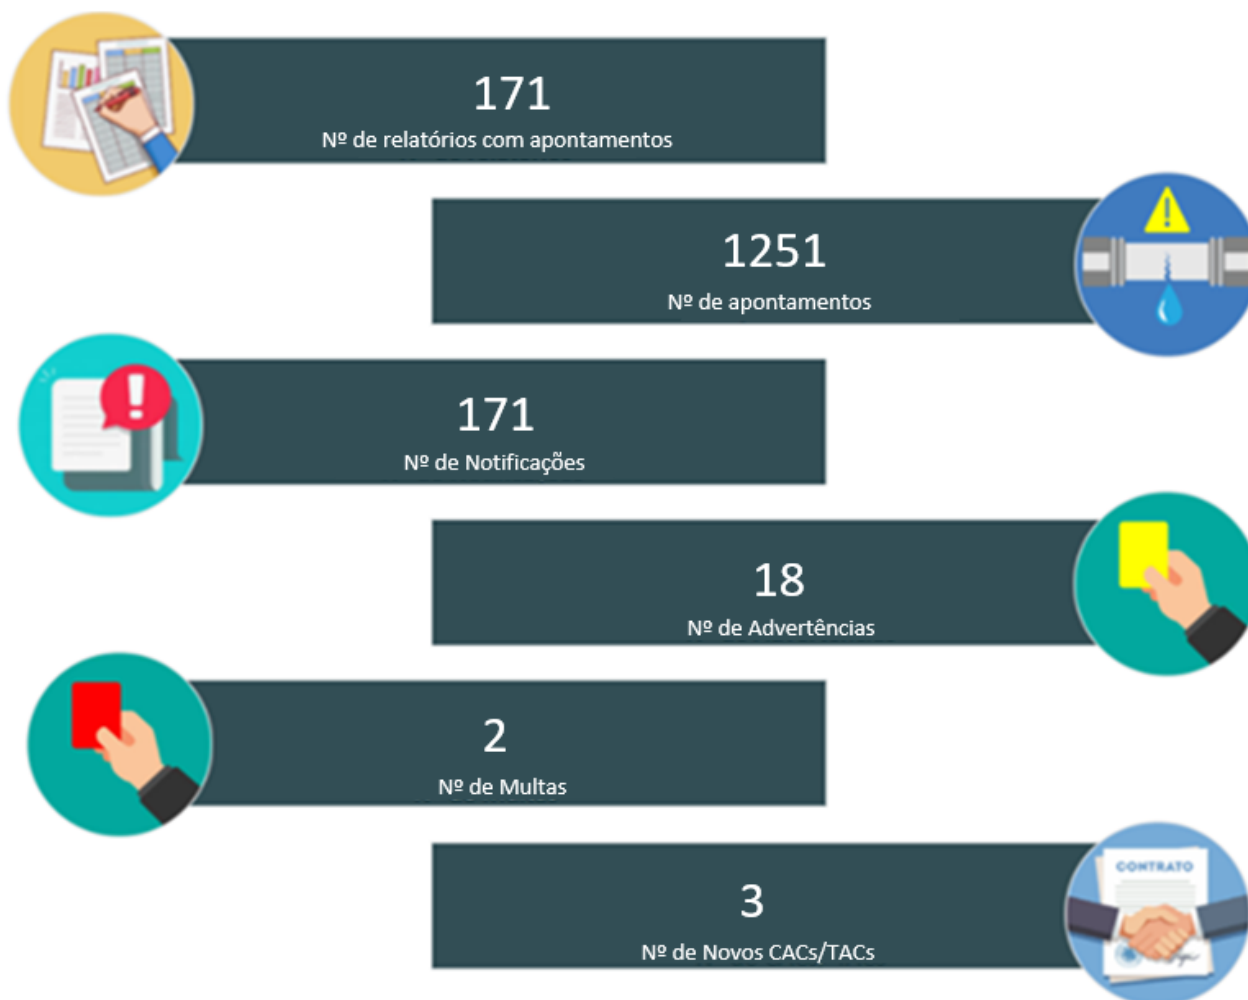 171
Nº de relatórios com apontamentos
1251
Nº de apontamentos
171
Nº de Notificações
18
Nº de Advertências
2
Nº de Multas
3
Nº de Novos CACs/TACs
CONTRATO